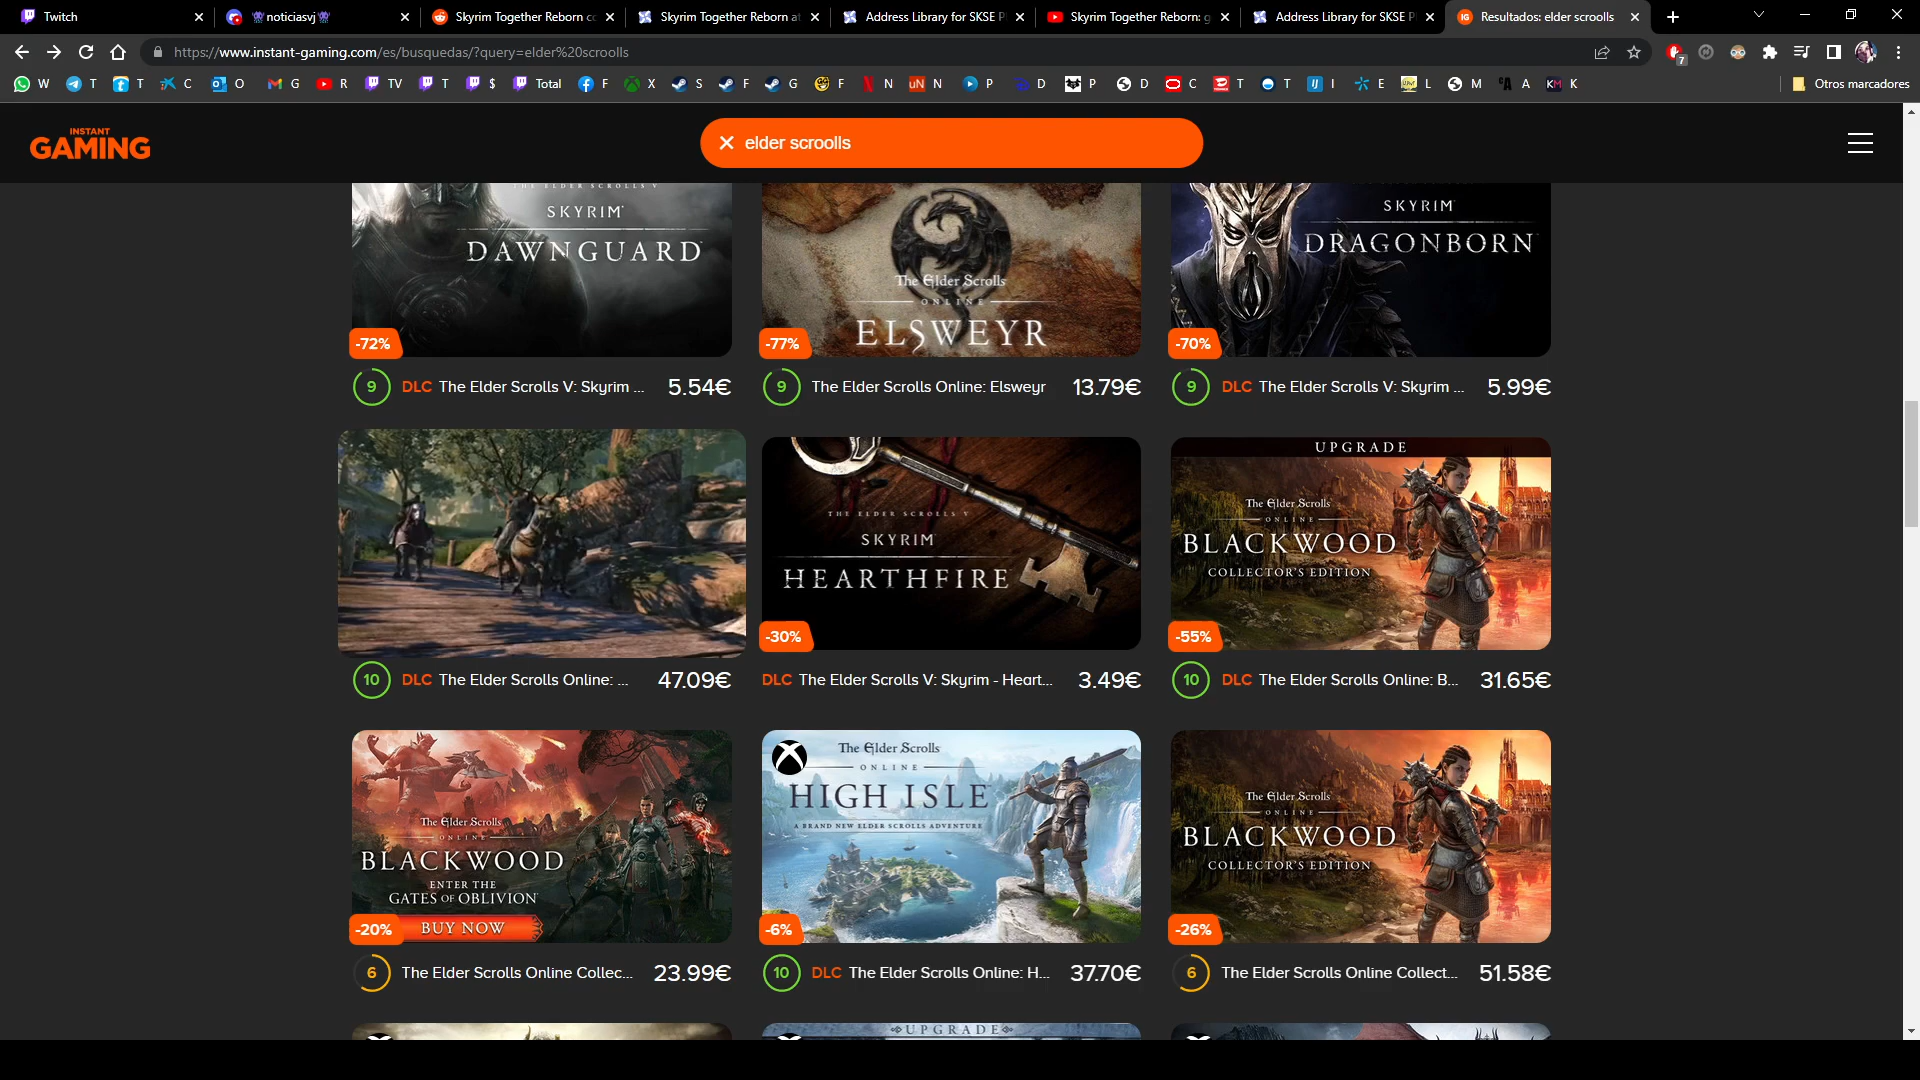 Twitch
noticiasvj
Skyrim Together Reborn co
Skyrim Together Reborn at
Address Library for SKSE P
Skyrim Together Reborn: g
Address Library for SKSE P
Resultados: elder scroolls
https://www.instant-gaming.com/es/busquedas/?query=elder%20scroolls
7
W T T C O G R TV T $ Total F X S F G F N N P D P D C T T I E L M A K
Otros marcadores
INSTANT
GAMING
elder scroolls
THE ELDER SCROLLS V
SKYRIM
DAWNGUARD
-72%
9 DLC The Elder Scrolls V: Skyrim ... 5.54€
The Elder Scrolls
ONLINE
ELSWEYR
-77%
9 The Elder Scrolls Online: Elsweyr 13.79€
SKYRIM
DRAGONBORN
-70%
9 DLC The Elder Scrolls V: Skyrim ... 5.99€
10 DLC The Elder Scrolls Online: ... 47.09€
THE ELDER SCROLLS V
SKYRIM
HEARTHFIRE
-30%
DLC The Elder Scrolls V: Skyrim - Heart... 3.49€
UPGRADE
The Elder Scrolls
ONLINE
BLACKWOOD
COLLECTOR'S EDITION
-55%
10 DLC The Elder Scrolls Online: B... 31.65€
The Elder Scrolls
ONLINE
BLACKWOOD
ENTER THE
GATES OF OBLIVION
BUY NOW
-20%
6 The Elder Scrolls Online Collec... 23.99€
The Elder Scrolls
ONLINE
HIGH ISLE
A BRAND NEW ELDER SCROLLS ADVENTURE
-6%
10 DLC The Elder Scrolls Online: H... 37.70€
The Elder Scrolls
ONLINE
BLACKWOOD
COLLECTOR'S EDITION
-26%
6 The Elder Scrolls Online Collect... 51.58€
UPGRADE